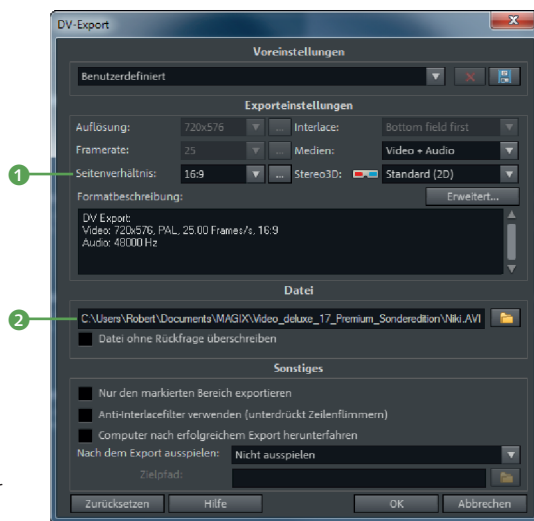 DV-Export
Voreinstellungen
Benutzerdefiniert
Exporteinstellungen
Auflösung: 720x576 ... Interlace: Bottom field first
Framerate: 25 ... Medien: Video + Audio
1 Seitenverhältnis: 16:9 ... Stereo3D: Standard (2D)
Formatbeschreibung: Erweitert...
DV Export:
Video: 720x576, PAL, 25.00 Frames/s, 16:9
Audio: 48000 Hz
Datei
2 C:\Users\Robert\Documents\MAGIX\Video_deluxe_17_Premium_Sonderedition\Niki.AVI
Datei ohne Rückfrage überschreiben
Sonstiges
Nur den markierten Bereich exportieren
Anti-Interlacefilter verwenden (unterdrückt Zeilenflimmern)
Computer nach erfolgreichem Export herunterfahren
Nach dem Export ausspielen: Nicht ausspielen
Zielpfad:
Zurücksetzen Hilfe OK Abbrechen